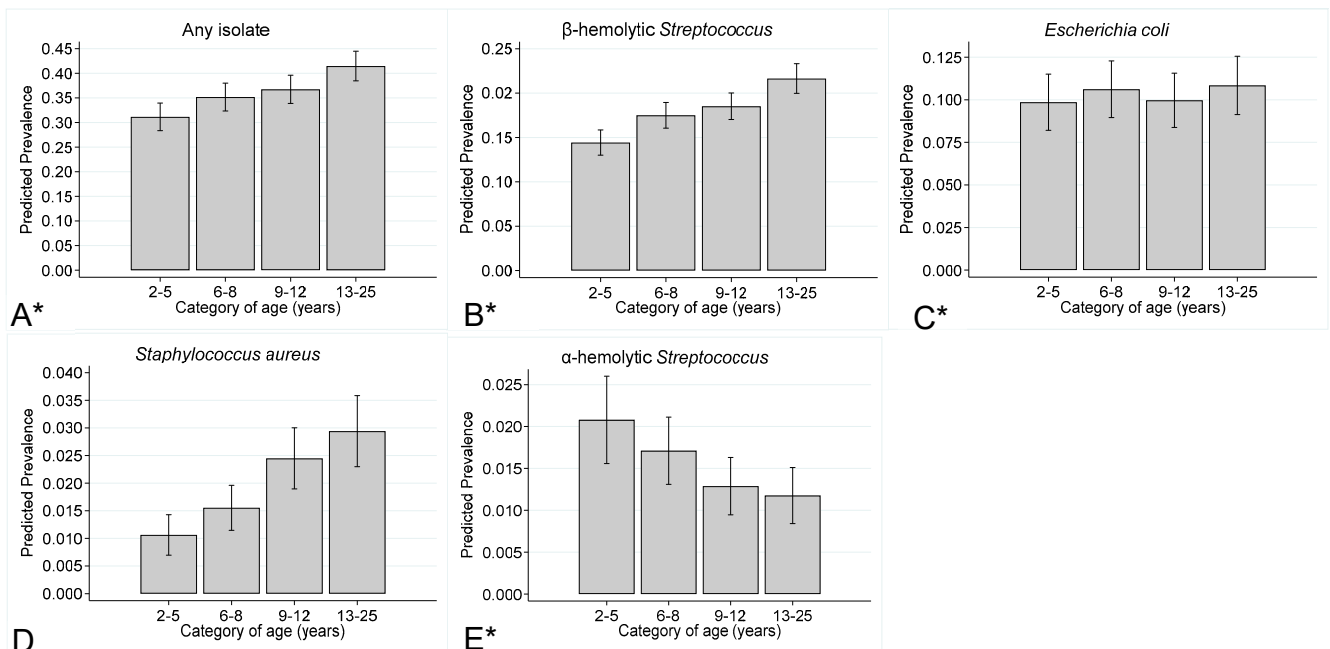 Any isolate
Predicted Prevalence
0.45
0.40
0.35
0.30
0.25
0.20
0.15
0.10
0.05
0.00
2-5 6-8 9-12 13-25
Category of age (years)
A*
β-hemolytic Streptococcus
Predicted Prevalence
0.25
0.20
0.15
0.10
0.05
0.00
2-5 6-8 9-12 13-25
Category of age (years)
B*
Escherichia coli
Predicted Prevalence
0.125
0.100
0.075
0.050
0.025
0.000
2-5 6-8 9-12 13-25
Category of age (years)
C*
Staphylococcus aureus
Predicted Prevalence
0.040
0.035
0.030
0.025
0.020
0.015
0.010
0.005
0.000
2-5 6-8 9-12 13-25
Category of age (years)
D
α-hemolytic Streptococcus
Predicted Prevalence
0.025
0.020
0.015
0.010
0.005
0.000
2-5 6-8 9-12 13-25
Category of age (years)
E*